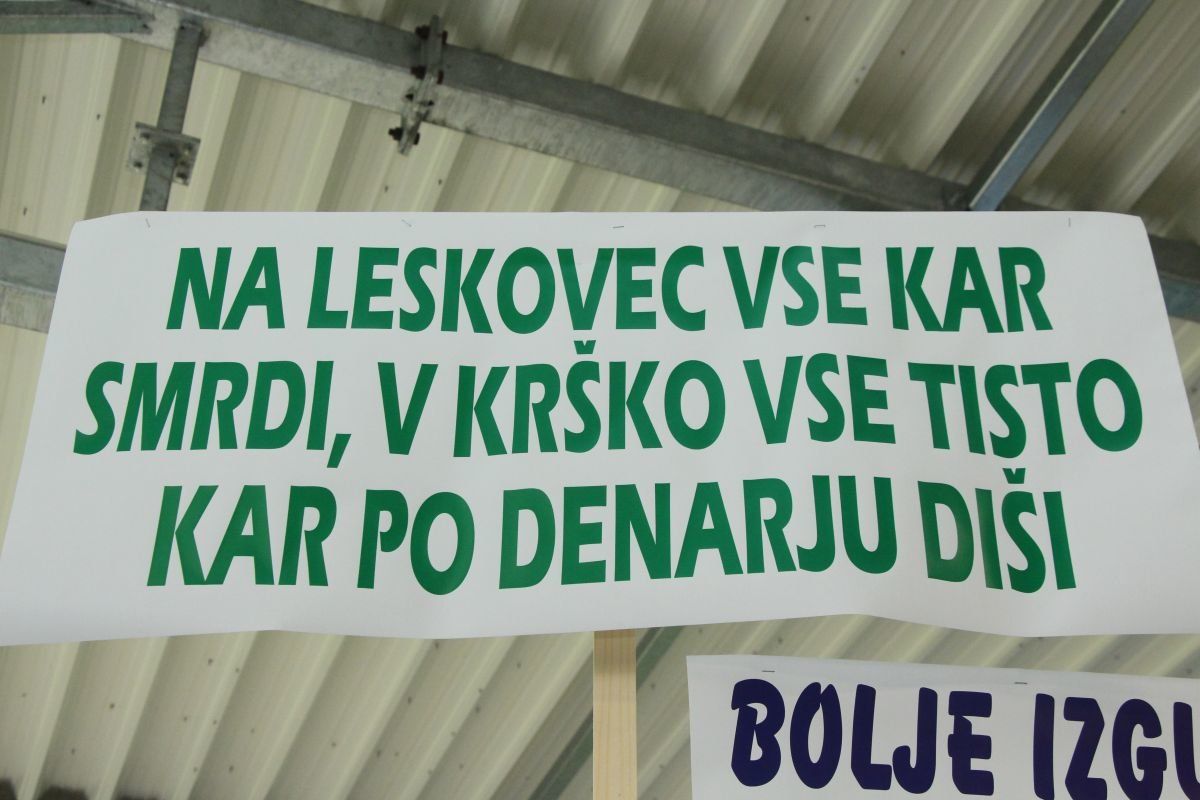 NA LESKOVEC VSE KAR
SMRDI, V KRŠKO VSE TISTO
KAR PO DENARJU DIŠI
BOLJE